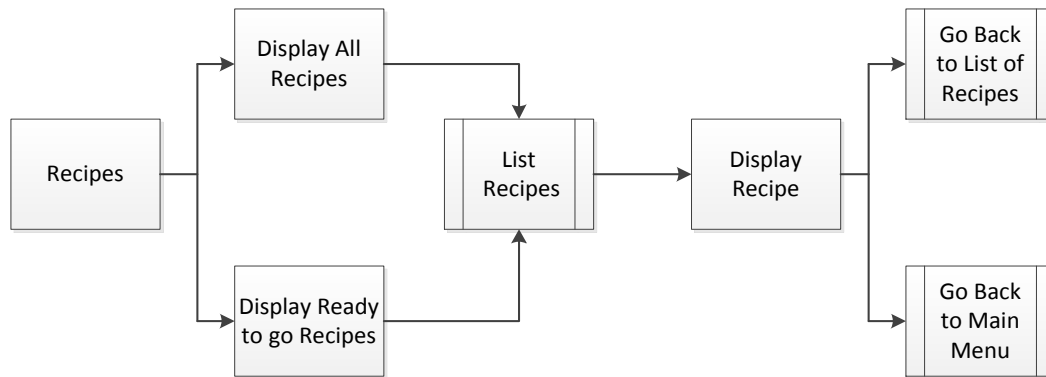 Recipes
Display All
Recipes
Display Ready
to go Recipes
List
Recipes
Display
Recipe
Go Back
to List of
Recipes
Go Back
to Main
Menu